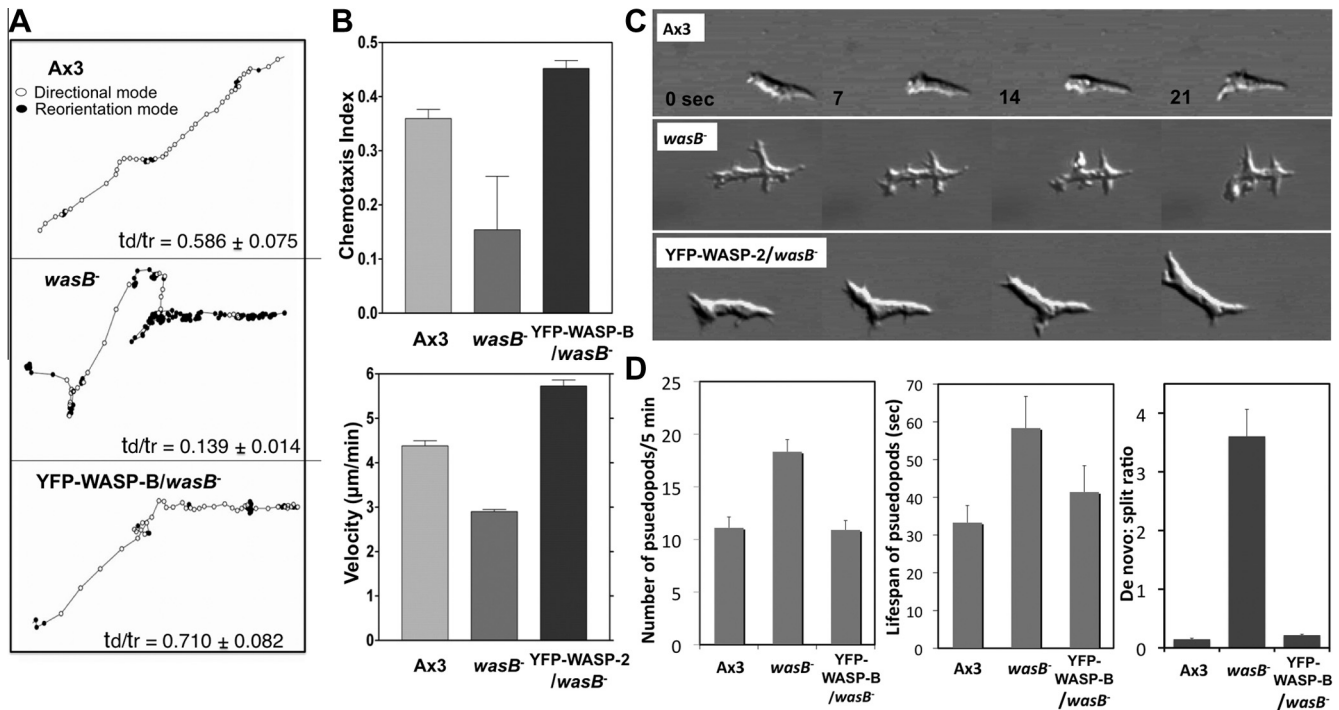 A
Ax3
Directional mode
Reorientation mode
td/tr = 0.586 ± 0.075
wasB-
td/tr = 0.139 ± 0.014
YFP-WASP-B/wasB-
td/tr = 0.710 ± 0.082
B
Chemotaxis Index
0.5
0.4
0.3
0.2
0.1
0.0
Ax3
wasB-
YFP-WASP-B
/wasB-
Velocity (µm/min)
6
5
4
3
2
1
0
Ax3
wasB-
YFP-WASP-2
/wasB-
C
Ax3
0 sec
7
14
21
wasB-
YFP-WASP-2/wasB-
D
Number of psuedopods/5 min
25
20
15
10
5
0
Ax3
wasB-
YFP-
WASP-B
/wasB-
Lifespan of psuedopods (sec)
70
60
50
40
30
20
10
0
Ax3
wasB-
YFP-
WASP-B
/wasB-
De novo: split ratio
4
3
2
1
0
Ax3
wasB-
YFP-
WASP-B
/wasB-